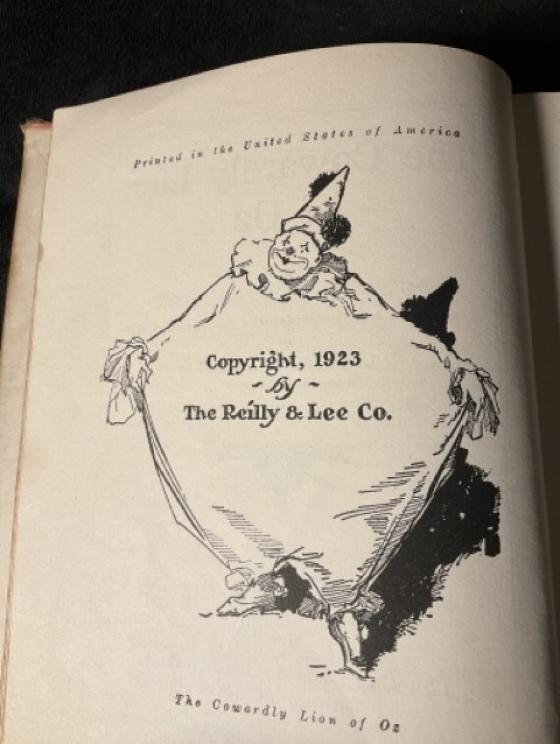 Printed in the United States of America
Copyright, 1923
- by -
The Reilly & Lee Co.
The Cowardly Lion of Oz